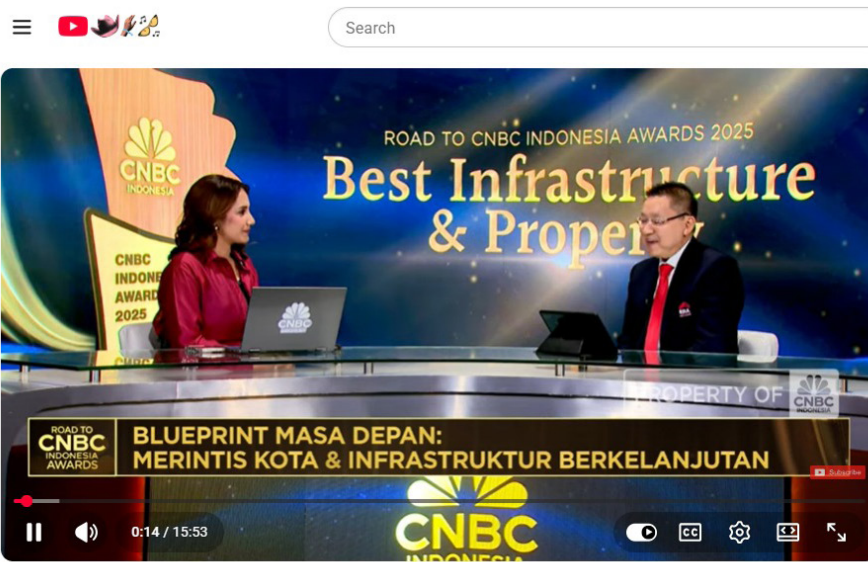 Search
ROAD TO CNBC INDONESIA AWARDS 2025
Best Infrastructure
& Property
CNBC
INDONESIA
CNBC
INDONE
AWARD
2025
CNBC
PROPERTY OF
CNBC
INDONESIA
ROAD TO
CNBC
INDONESIA
AWARDS
BLUEPRINT MASA DEPAN:
MERINTIS KOTA & INFRASTRUKTUR BERKELANJUTAN
Subscribe
CNBC
INDONESIA
0:14 / 15:53
CC